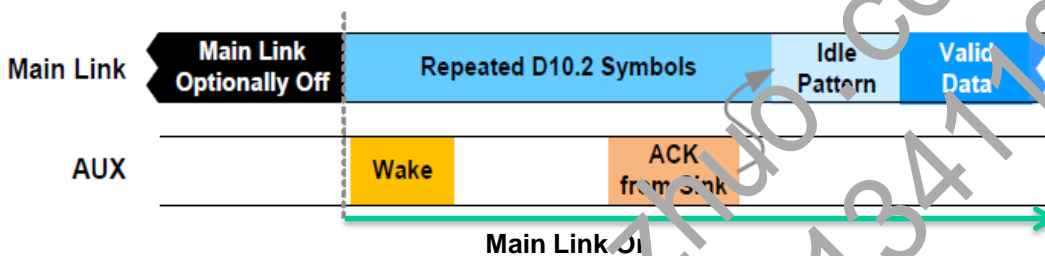 Main Link
Main Link
Optionally Off
Repeated D10.2 Symbols
Idle
Pattern
Valid
Data
AUX
Wake
ACK
from Sink
Main Link